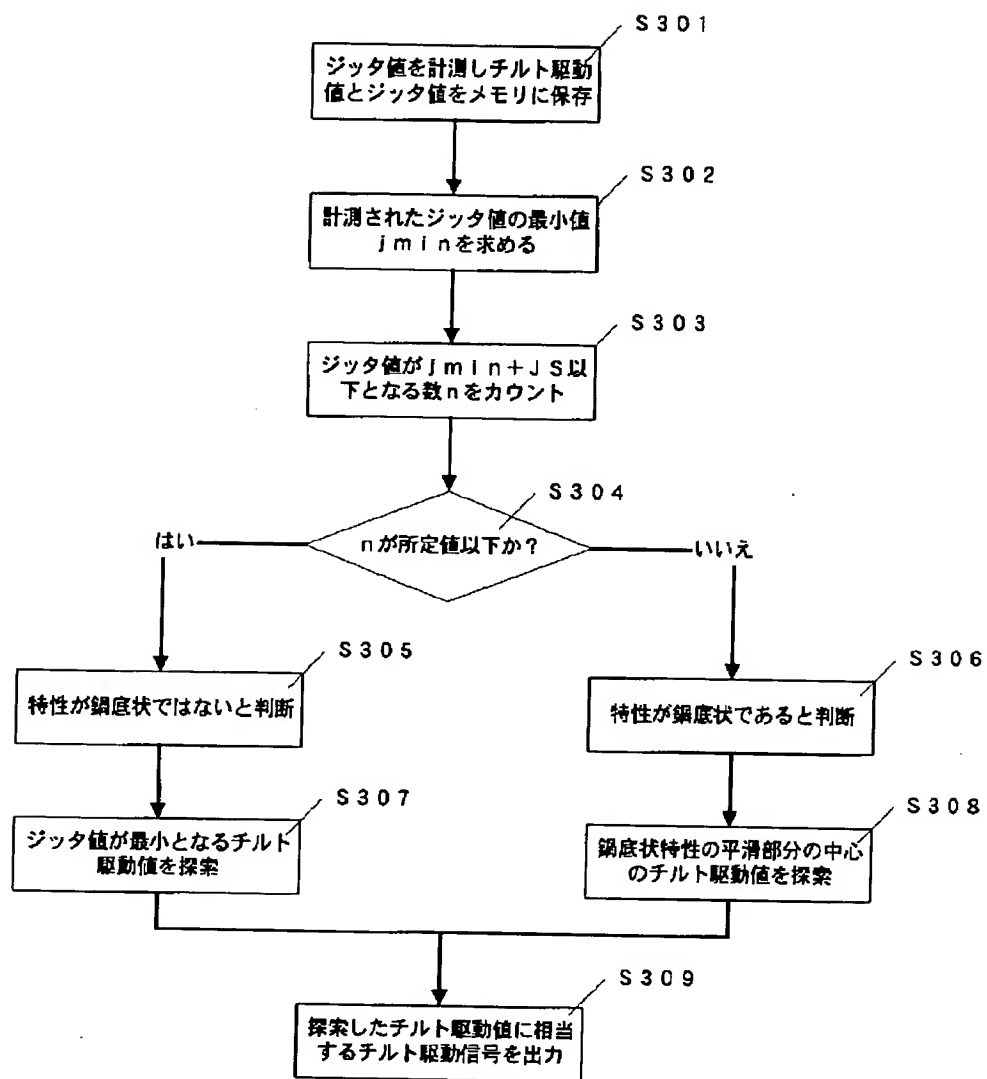 S301
ジッタ値を計測しチルト駆動
値とジッタ値をメモリに保存
S302
計測されたジッタ値の最小値
jminを求める
S303
ジッタ値がjmin+JS以
下となる数nをカウント
S304
nが所定値以下か?
はい
いいえ
S305
特性が鍋底状ではないと判断
S306
特性が鍋底状であると判断
S307
ジッタ値が最小となるチルト
駆動値を探索
S308
鍋底状特性の平滑部分の中心
のチルト駆動値を探索
S309
探索したチルト駆動値に相当
するチルト駆動信号を出力